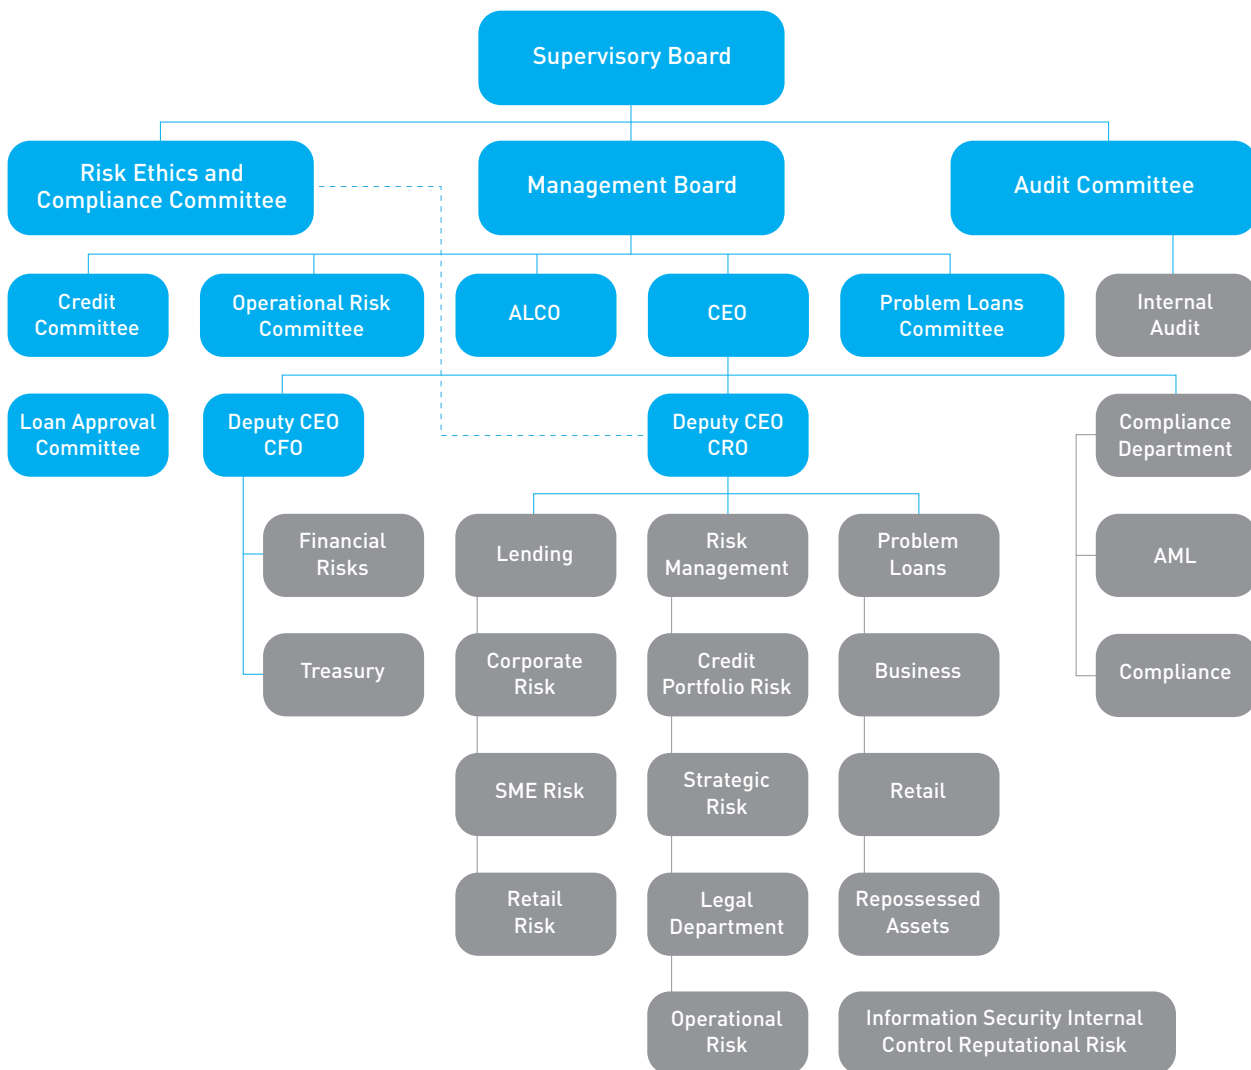 Supervisory Board
Risk Ethics and
Compliance Committee
Management Board
Audit Committee
Credit
Committee
Operational Risk
Committee
ALCO
CEO
Problem Loans
Committee
Internal
Audit
Loan Approval
Committee
Deputy CEO
CFO
Deputy CEO
CRO
Compliance
Department
Financial
Risks
Lending
Risk
Management
Problem
Loans
AML
Treasury
Corporate
Risk
Credit
Portfolio Risk
Business
Compliance
SME Risk
Strategic
Risk
Retail
Retail
Risk
Legal
Department
Repossessed
Assets
Operational
Risk
Information Security Internal
Control Reputational Risk